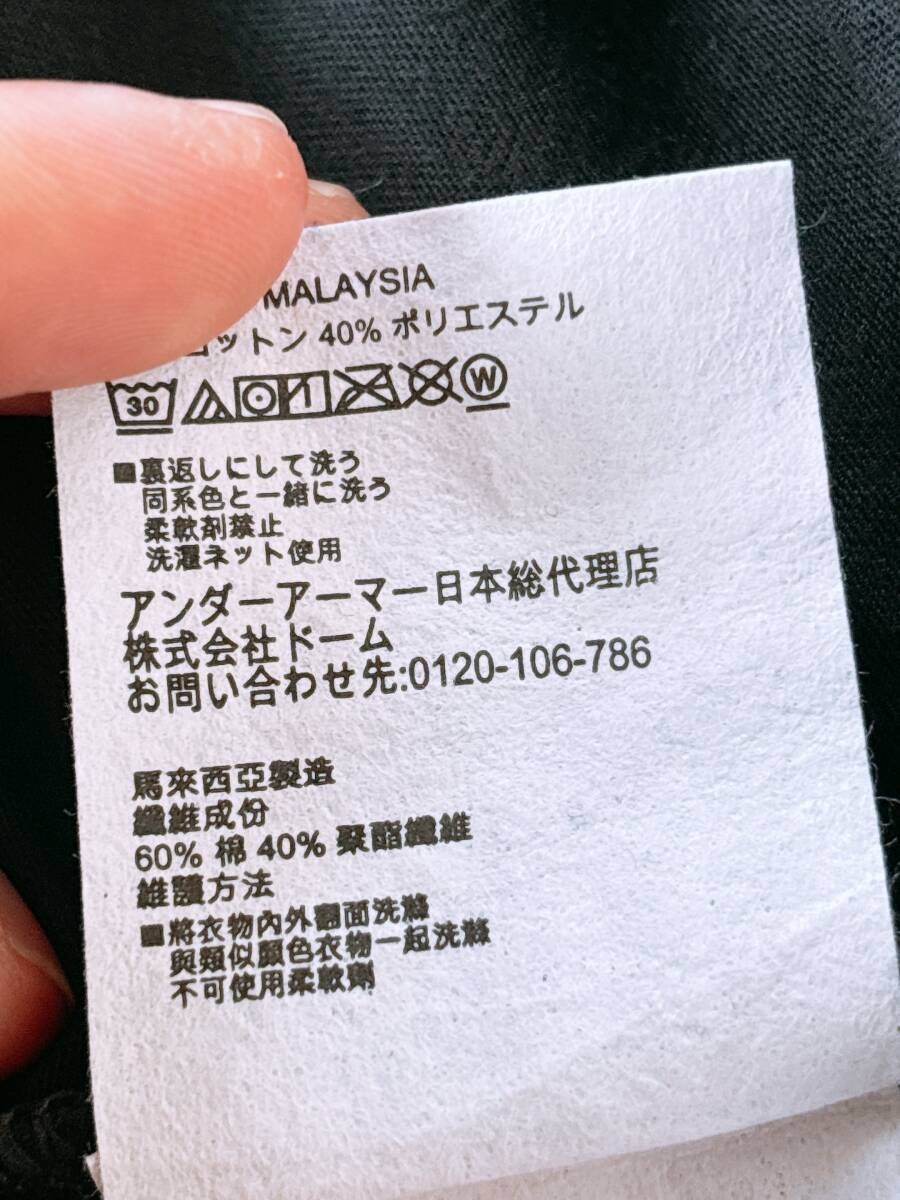 MALAYSIA
コットン 40% ポリエステル
30 W
■裏返しにして洗う
同系色と一緒に洗う
柔軟剤禁止
洗濯ネット使用
アンダーアーマー日本総代理店
株式会社ドーム
お問い合わせ先:0120-106-786
馬來西亞製造
纖維成份
60% 棉 40% 聚酯纖維
維護方法
■將衣物內外翻面洗滌
與類似顏色衣物一起洗滌
不可使用柔軟劑